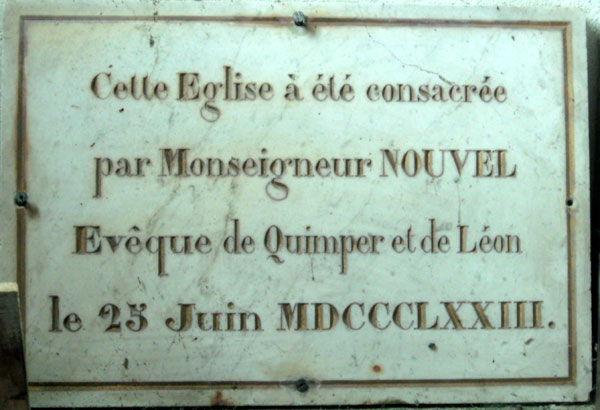 Cette Eglise à été consacrée
par Monseigneur NOUVEL
Evêque de Quimper et de Léon
le 25 Juin MDCCCLXXIII.